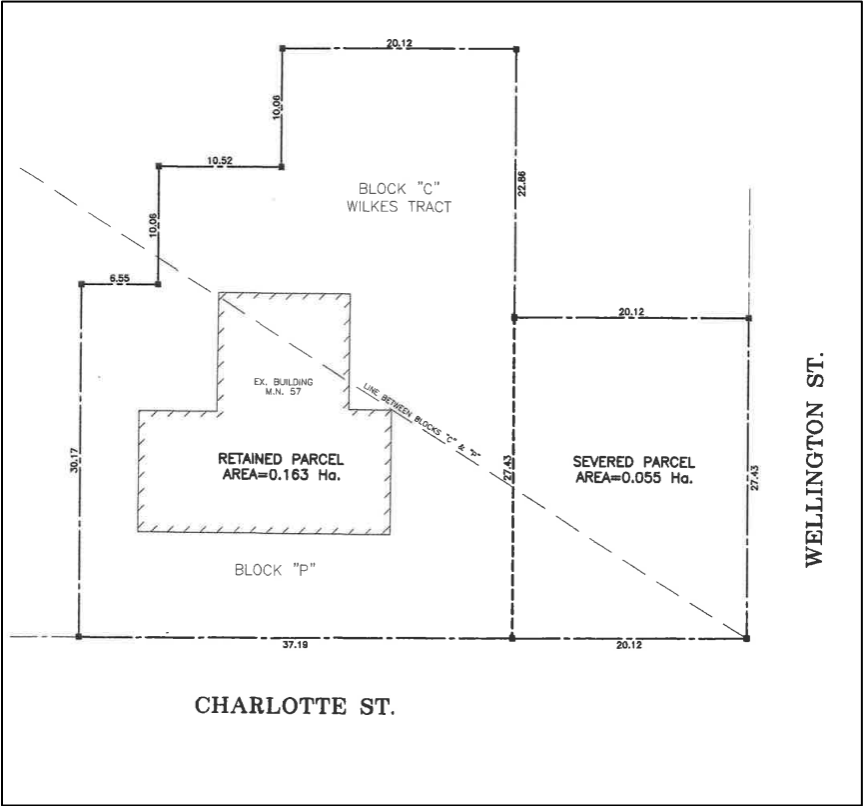 20.12
10.06
10.52
BLOCK "C"
WILKES TRACT
22.86
10.06
6.55
20.12
EX. BUILDING
M.N. 57
LINE BETWEEN BLOCKS "C" & "P"
RETAINED PARCEL
AREA=0.163 Ha.
30.17
27.43
SEVERED PARCEL
AREA=0.055 Ha.
27.43
WELLINGTON ST.
BLOCK "P"
37.19
20.12
CHARLOTTE ST.